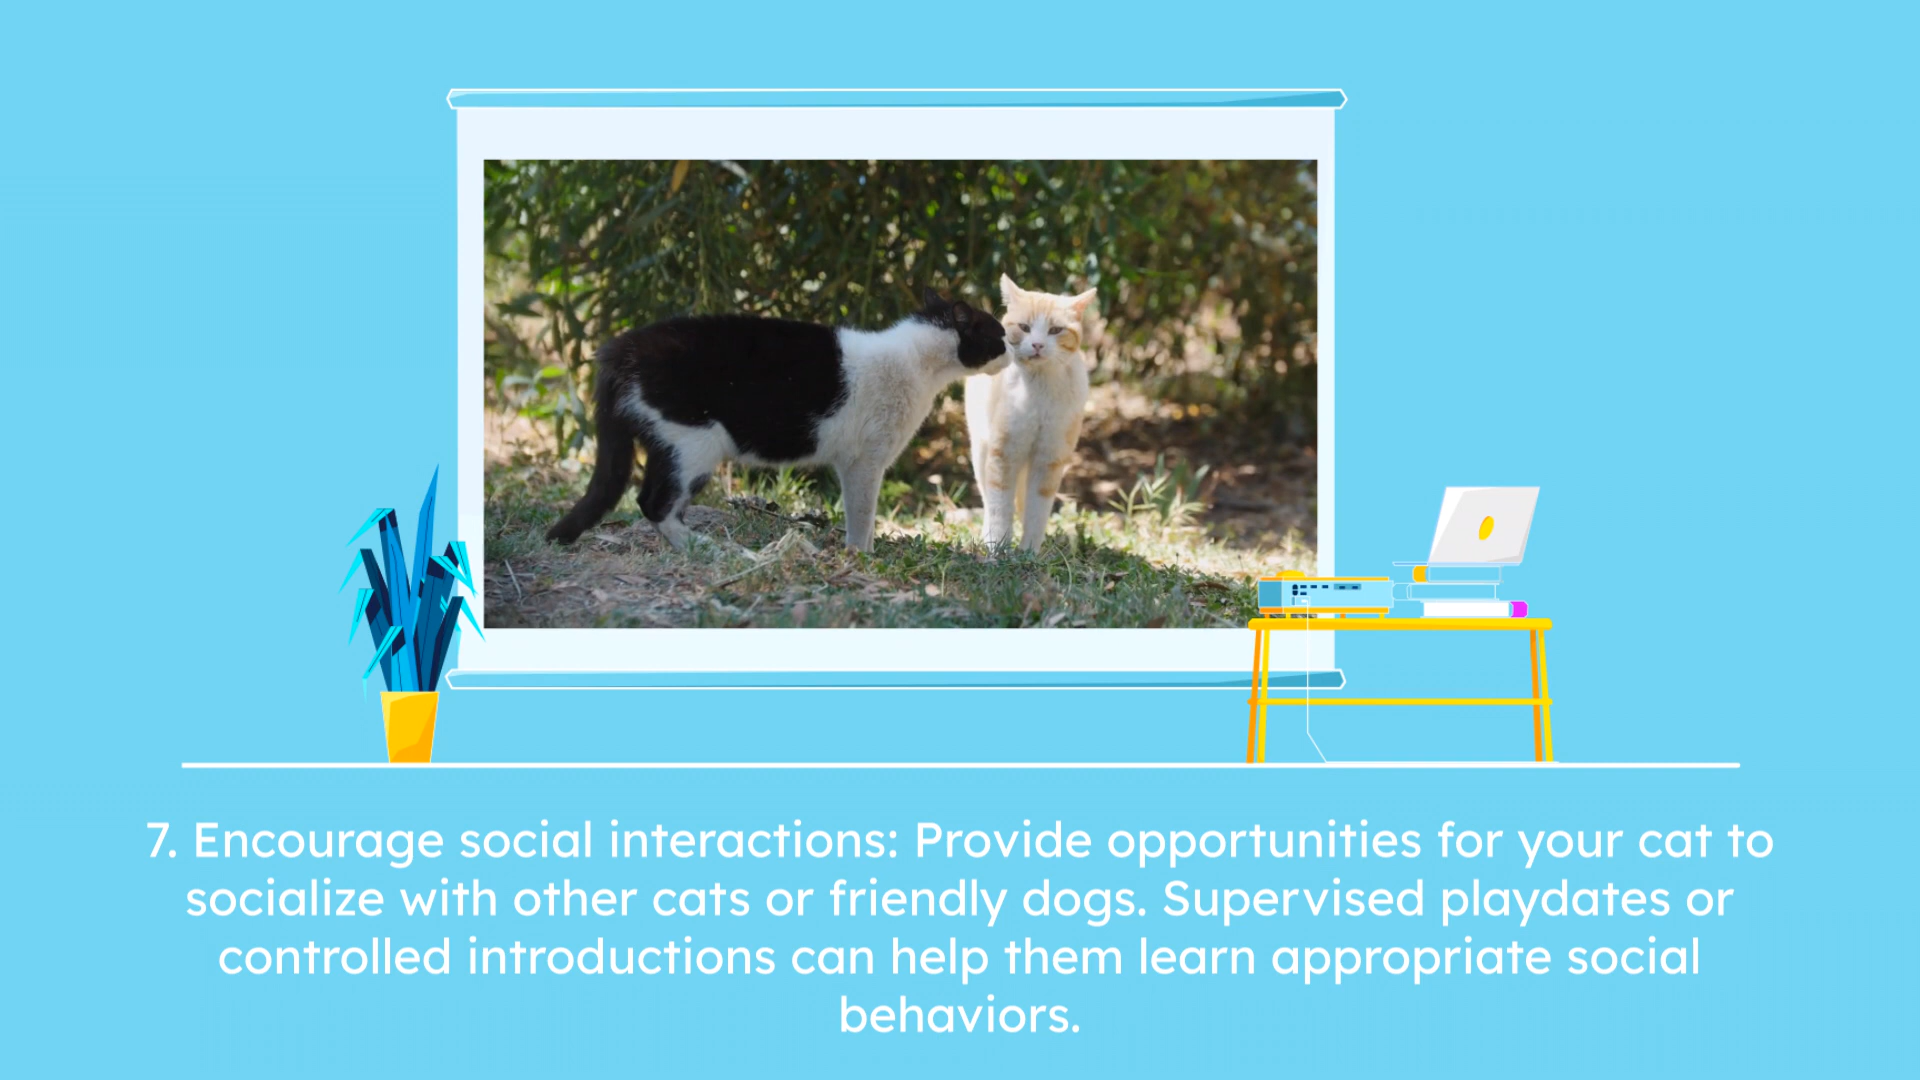 7. Encourage social interactions: Provide opportunities for your cat to
socialize with other cats or friendly dogs. Supervised playdates or
controlled introductions can help them learn appropriate social
behaviors.